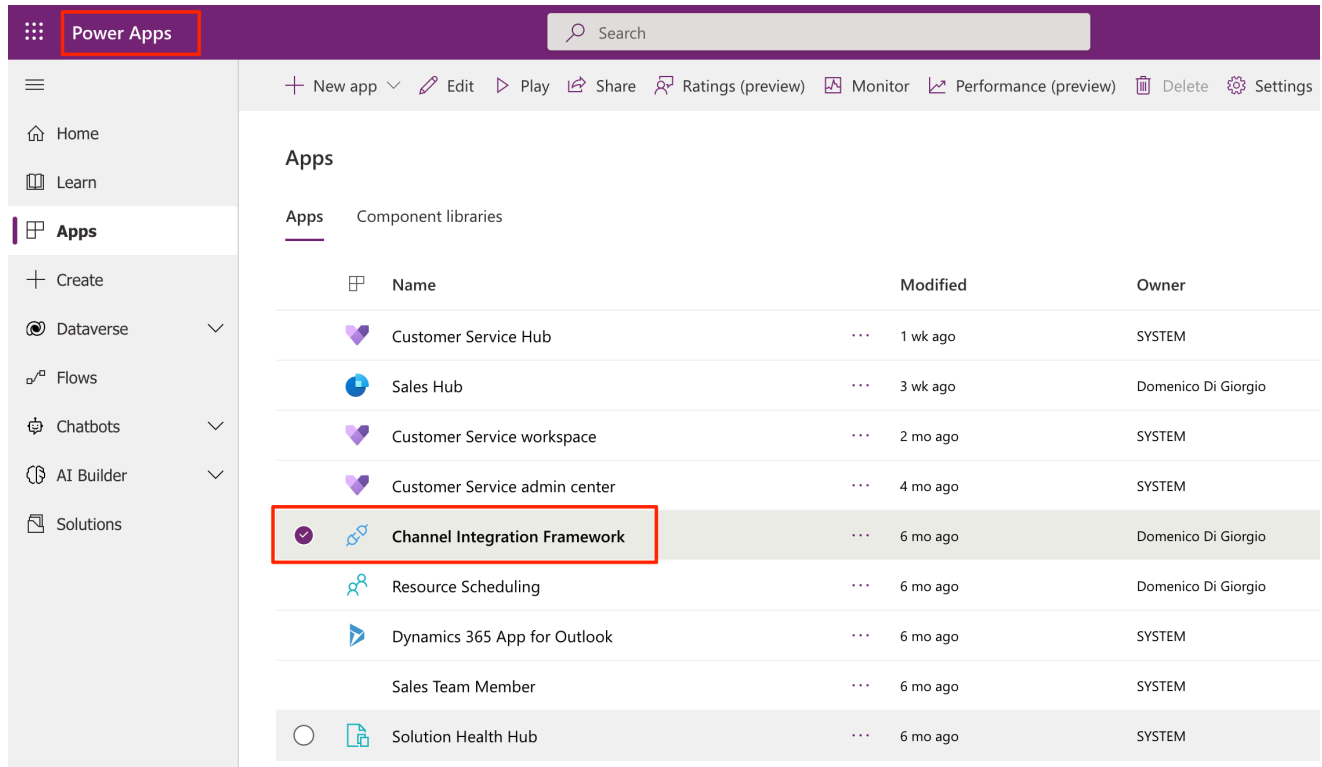 Power Apps
Search
New app
Edit
Play
Share
Ratings (preview)
Monitor
Performance (preview)
Delete
Settings
Home
Learn
Apps
Create
Dataverse
Flows
Chatbots
AI Builder
Solutions
Apps
Apps Component libraries
Name Modified Owner
Customer Service Hub ··· 1 wk ago SYSTEM
Sales Hub ··· 3 wk ago Domenico Di Giorgio
Customer Service workspace ··· 2 mo ago SYSTEM
Customer Service admin center ··· 4 mo ago SYSTEM
Channel Integration Framework ··· 6 mo ago Domenico Di Giorgio
Resource Scheduling ··· 6 mo ago Domenico Di Giorgio
Dynamics 365 App for Outlook ··· 6 mo ago SYSTEM
Sales Team Member ··· 6 mo ago SYSTEM
Solution Health Hub ··· 6 mo ago SYSTEM